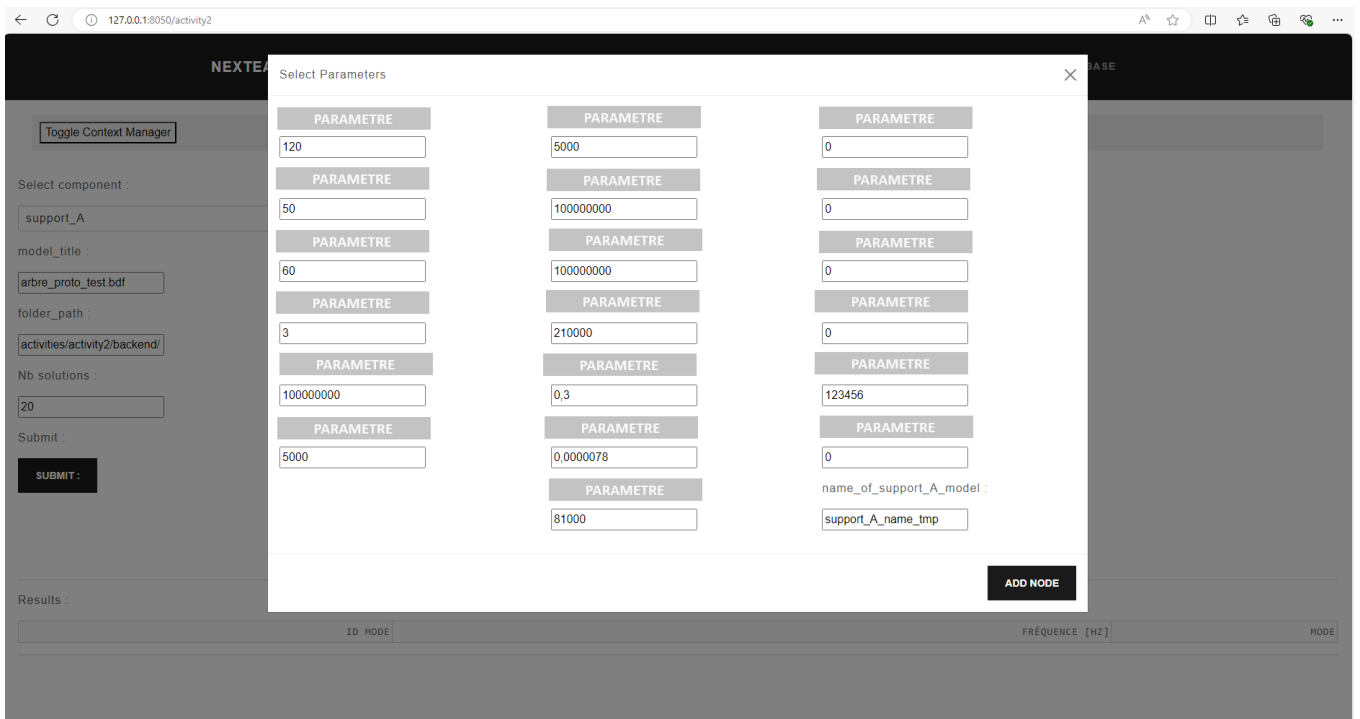 127.0.0.1:8050/activity2
NEXTEA
BASE
Toggle Context Manager
Select component :
support_A
model_title :
arbre_proto_test.bdf
folder_path :
activities/activity2/backend/
Nb solutions :
20
Submit :
SUBMIT :
Select Parameters
PARAMETRE
120
PARAMETRE
50
PARAMETRE
60
PARAMETRE
3
PARAMETRE
100000000
PARAMETRE
5000
PARAMETRE
5000
PARAMETRE
100000000
PARAMETRE
100000000
PARAMETRE
210000
PARAMETRE
0,3
PARAMETRE
0,0000078
PARAMETRE
81000
PARAMETRE
0
PARAMETRE
0
PARAMETRE
0
PARAMETRE
0
PARAMETRE
123456
PARAMETRE
0
name_of_support_A_model :
support_A_name_tmp
ADD NODE
Results :
ID MODE FRÉQUENCE [HZ] MODE